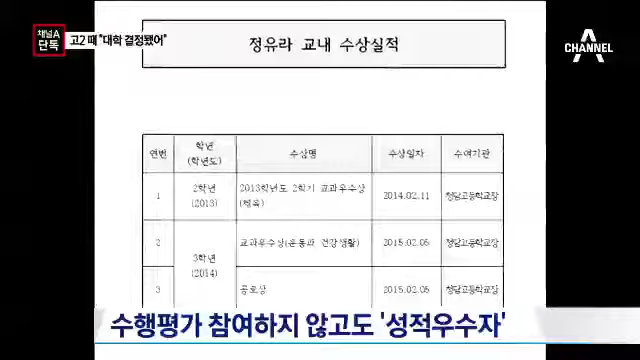 채널A
단독
고2 때 "대학 결정됐어"
CHANNEL A
정유라 교내 수상실적
연번 학년 (학년도) 수상명 수상일자 수여기관
1 2학년 (2013) 2013학년도 2학기 교과우수상 (체육) 2014.02.11 청담고등학교장
2 3학년 (2014) 교과우수상(운동과 건강생활) 2015.02.05 청담고등학교장
3 공로상 2015.02.05 청담고등학교장
수행평가 참여하지 않고도 '성적우수자'